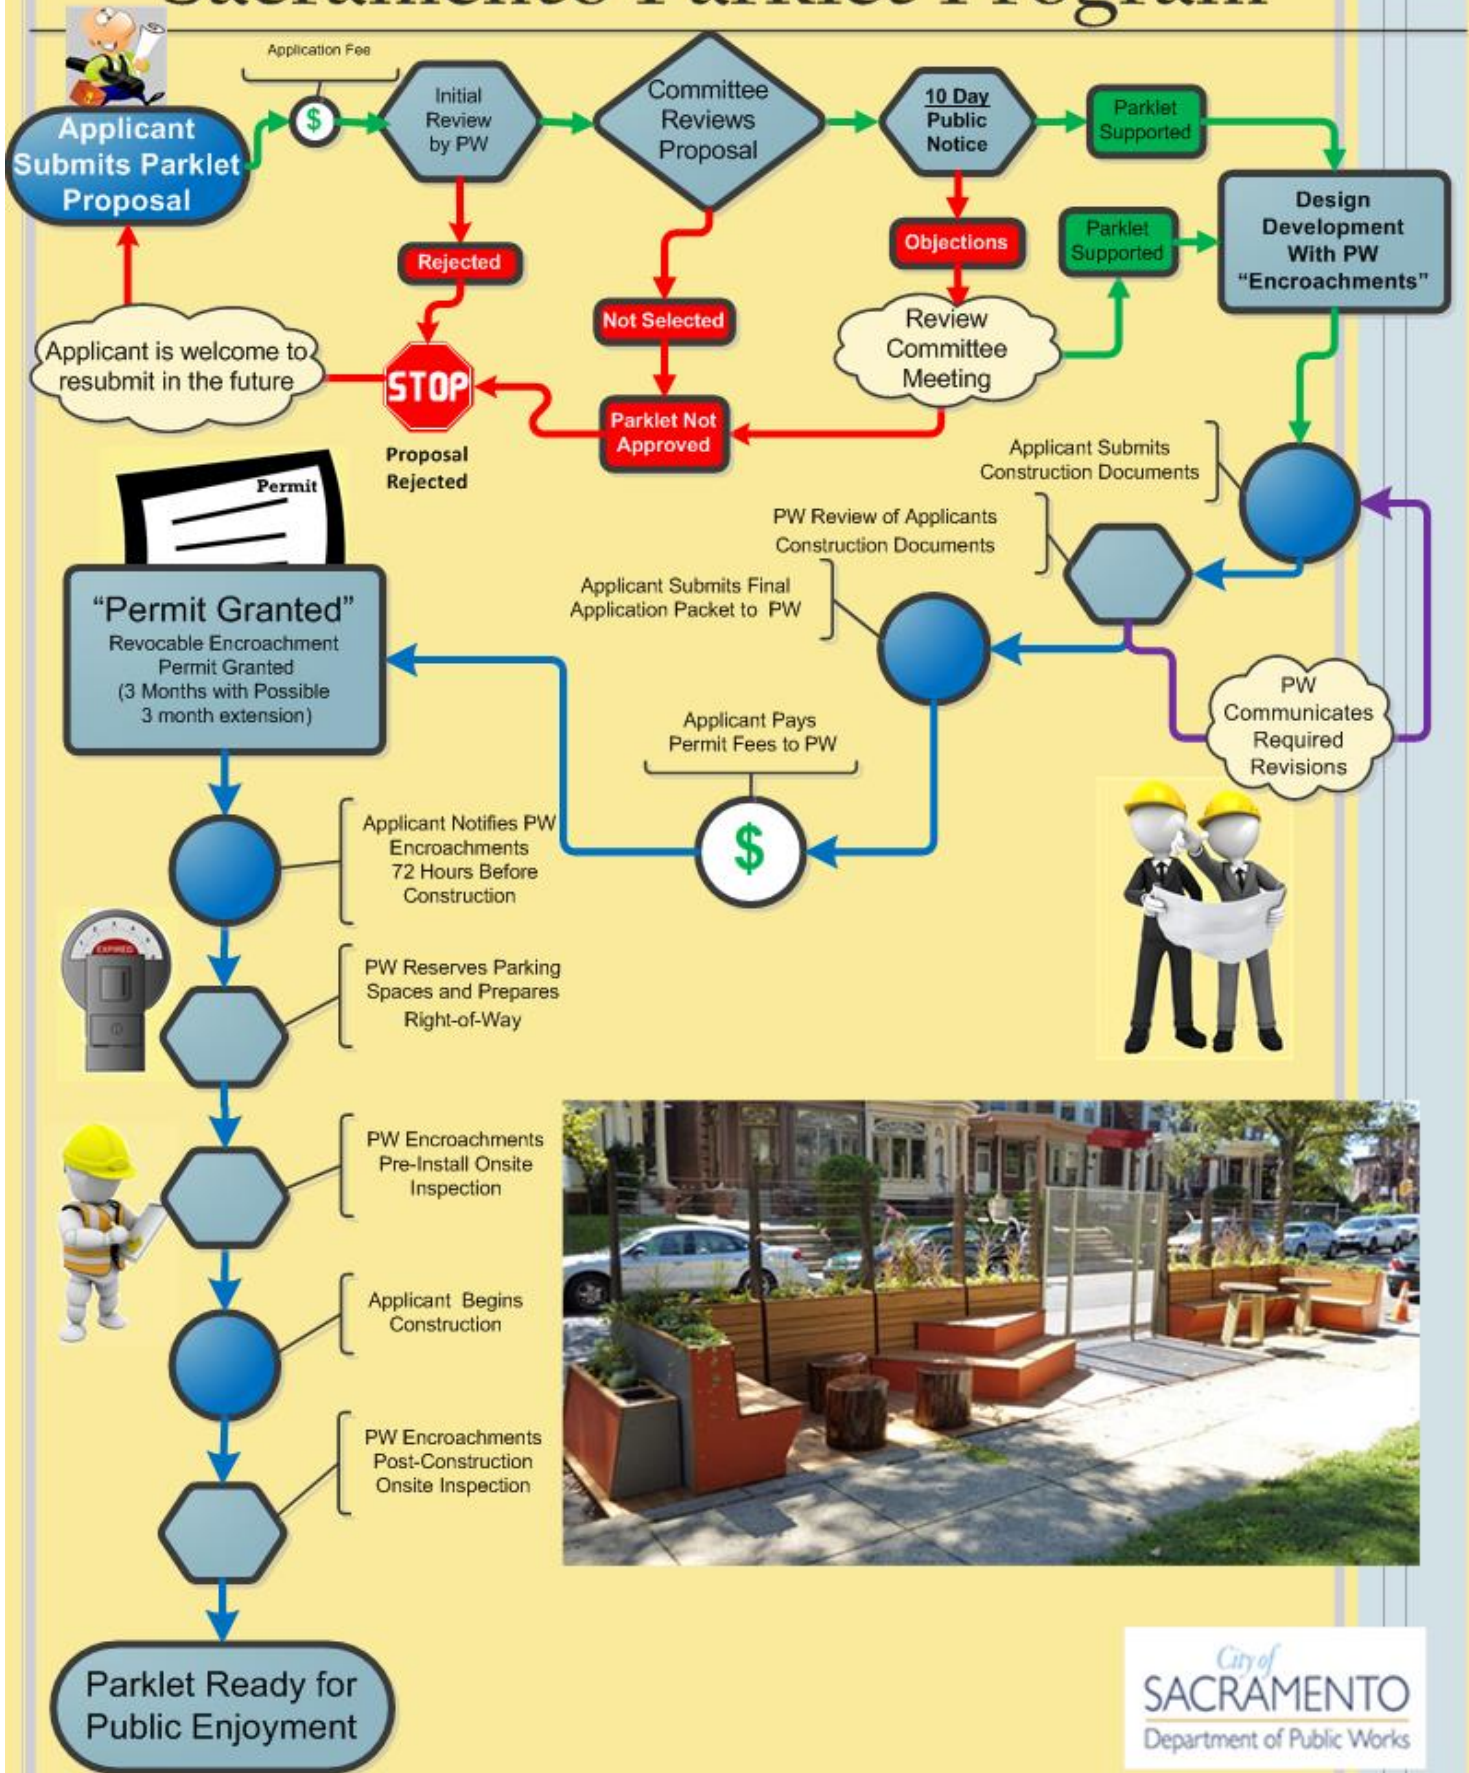 Sacramento Parklet Program
Application Fee
$
Applicant
Submits Parklet
Proposal
Initial
Review
by PW
Committee
Reviews
Proposal
10 Day
Public
Notice
Parklet
Supported
Design
Development
With PW
“Encroachments”
Rejected
Not Selected
Objections
Parklet
Supported
Applicant is welcome to
resubmit in the future
STOP
Proposal
Rejected
Parklet Not
Approved
Review
Committee
Meeting
Applicant Submits
Construction Documents
PW Review of Applicants
Construction Documents
Applicant Submits Final
Application Packet to PW
PW
Communicates
Required
Revisions
Applicant Pays
Permit Fees to PW
$
Permit
“Permit Granted”
Revocable Encroachment
Permit Granted
(3 Months with Possible
3 month extension)
Applicant Notifies PW
Encroachments
72 Hours Before
Construction
EXPIRED
PW Reserves Parking
Spaces and Prepares
Right-of-Way
PW Encroachments
Pre-Install Onsite
Inspection
Applicant Begins
Construction
PW Encroachments
Post-Construction
Onsite Inspection
Parklet Ready for
Public Enjoyment
City of
SACRAMENTO
Department of Public Works